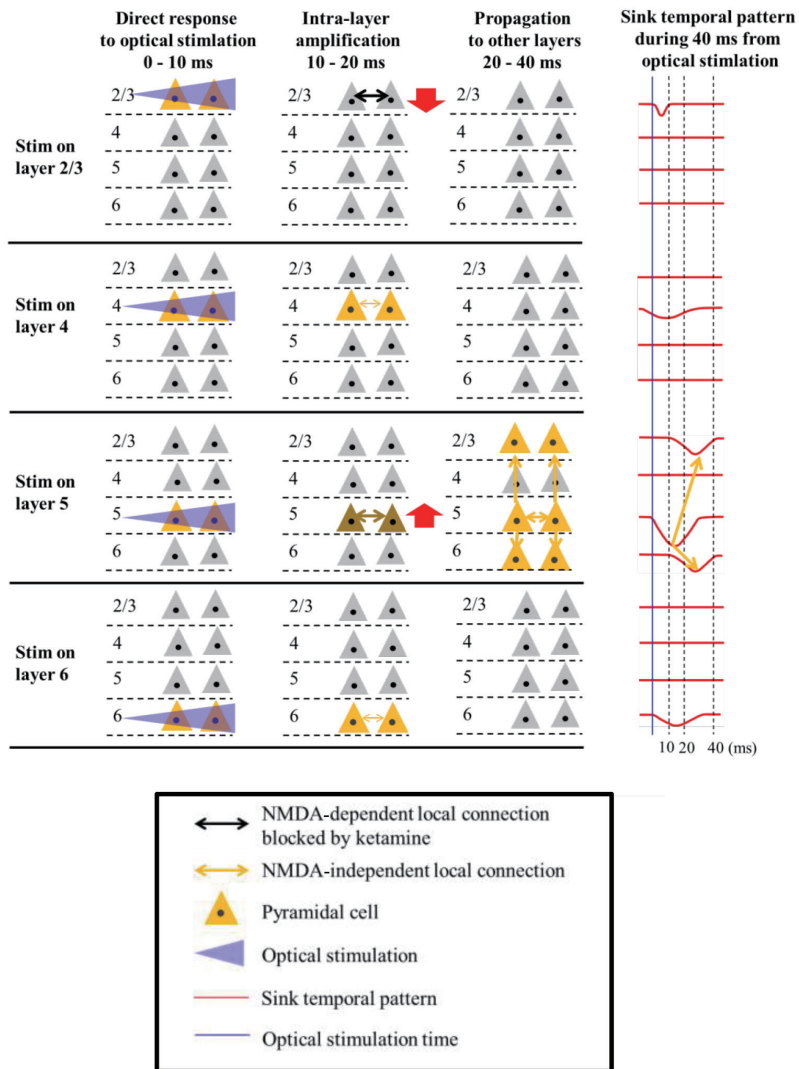 Direct response
to optical stimlation
0 - 10 ms
Intra-layer
amplification
10 - 20 ms
Propagation
to other layers
20 - 40 ms
Sink temporal pattern
during 40 ms from
optical stimlation
Stim on
layer 2/3
2/3
4
5
6
2/3
4
5
6
2/3
4
5
6
Stim on
layer 4
2/3
4
5
6
2/3
4
5
6
2/3
4
5
6
Stim on
layer 5
2/3
4
5
6
2/3
4
5
6
2/3
4
5
6
Stim on
layer 6
2/3
4
5
6
2/3
4
5
6
2/3
4
5
6
10 20 40 (ms)
NMDA-dependent local connection
blocked by ketamine
NMDA-independent local connection
Pyramidal cell
Optical stimulation
Sink temporal pattern
Optical stimulation time